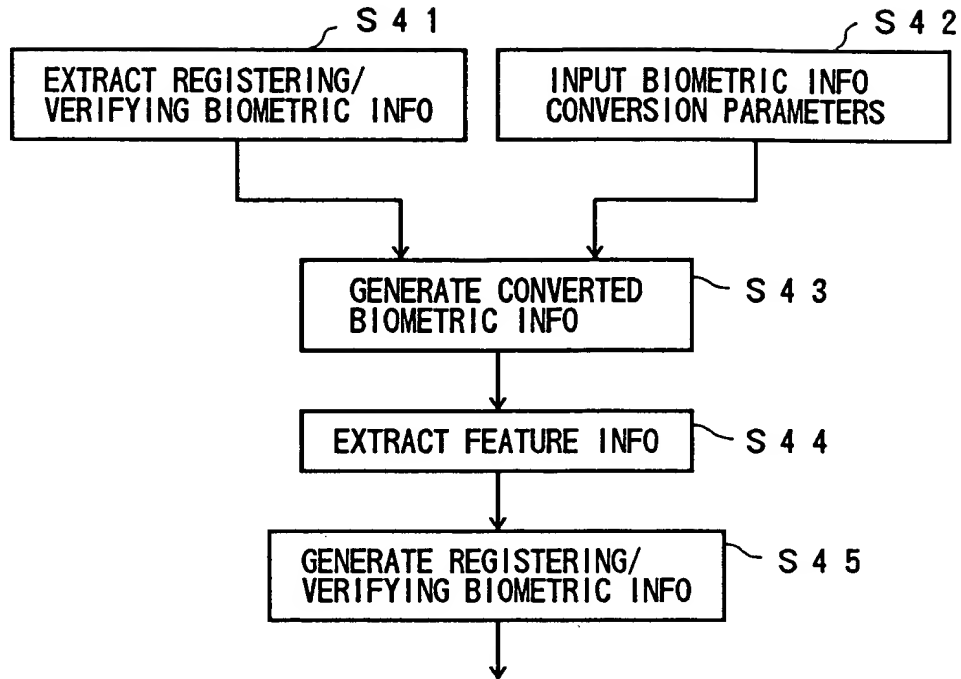 S41
EXTRACT REGISTERING/
VERIFYING BIOMETRIC INFO
S42
INPUT BIOMETRIC INFO
CONVERSION PARAMETERS
GENERATE CONVERTED
BIOMETRIC INFO
S43
EXTRACT FEATURE INFO
S44
GENERATE REGISTERING/
VERIFYING BIOMETRIC INFO
S45